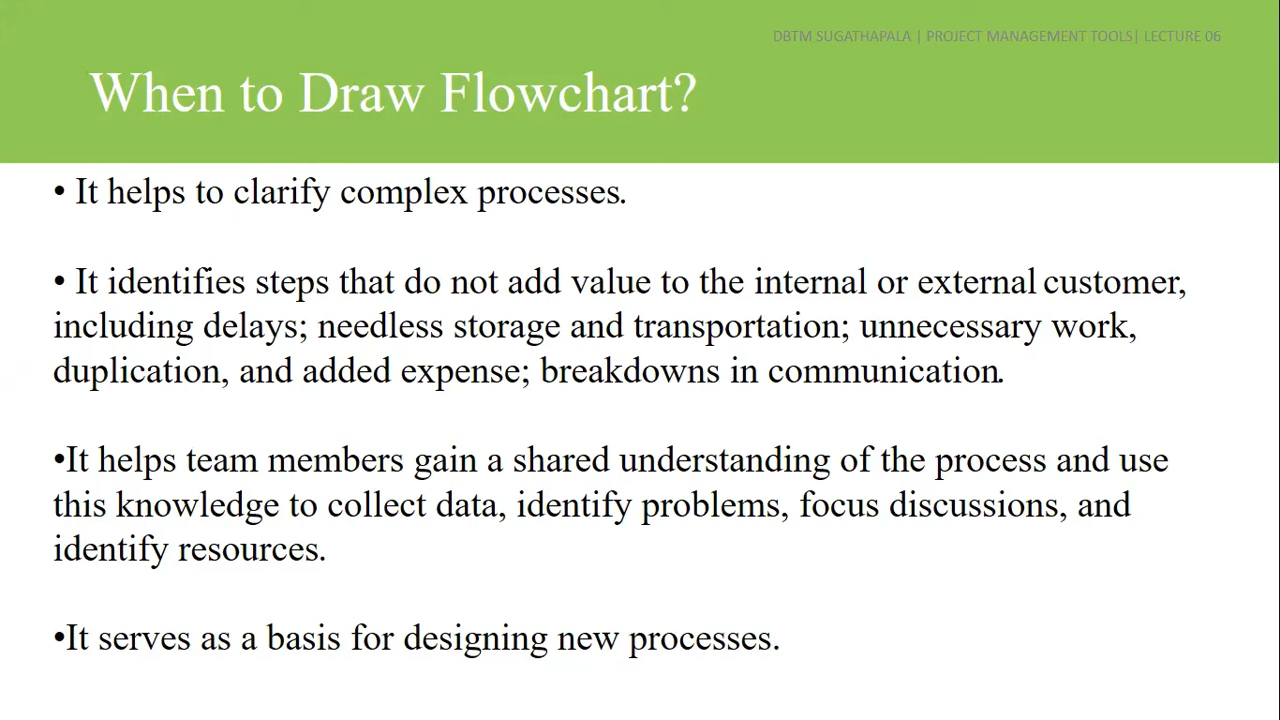 DBTM SUGATHAPALA | PROJECT MANAGEMENT TOOLS| LECTURE 06
When to Draw Flowchart?
• It helps to clarify complex processes.
• It identifies steps that do not add value to the internal or external customer,
including delays; needless storage and transportation; unnecessary work,
duplication, and added expense; breakdowns in communication.
•It helps team members gain a shared understanding of the process and use
this knowledge to collect data, identify problems, focus discussions, and
identify resources.
•It serves as a basis for designing new processes.